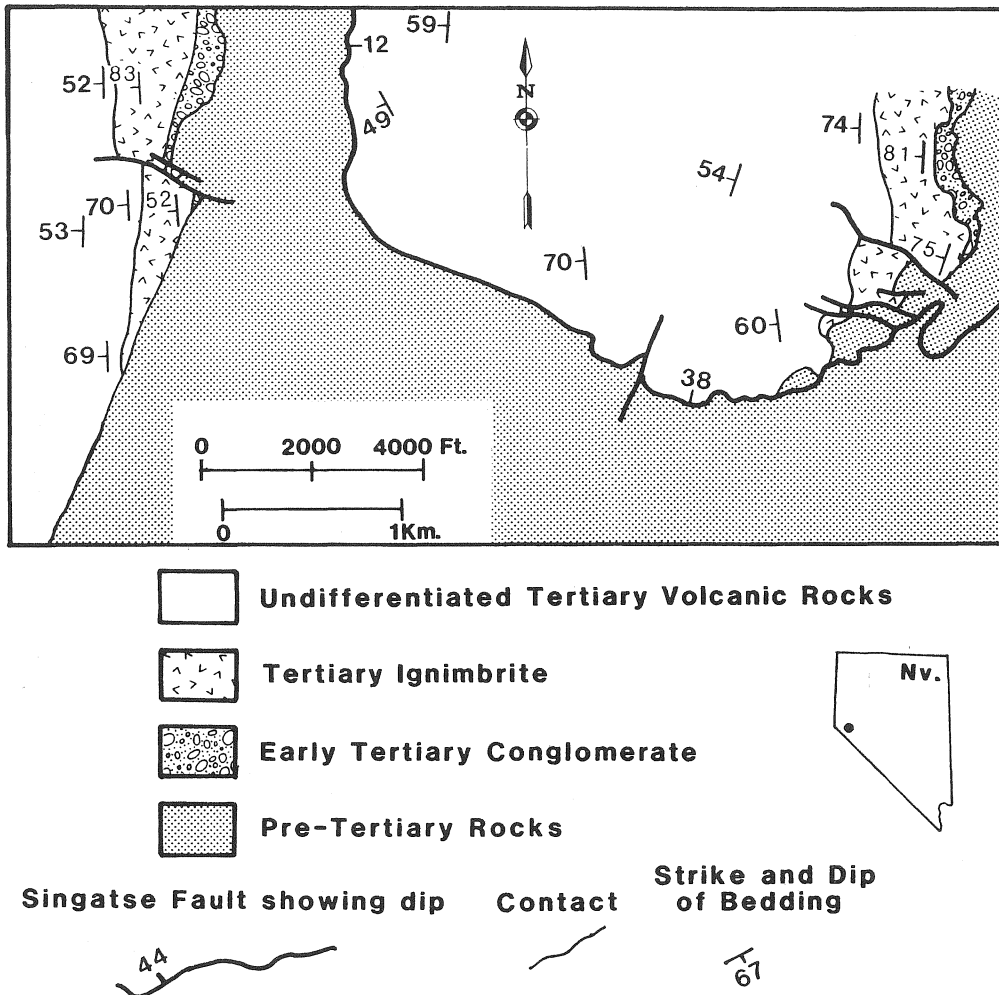 59
12
52 83
49
N
74
81
54
70 52
53
75
70
60
69
38
0 2000 4000 Ft.
0 1Km.
Undifferentiated Tertiary Volcanic Rocks
Tertiary Ignimbrite
Nv.
Early Tertiary Conglomerate
Pre-Tertiary Rocks
Singatse Fault showing dip
Contact
Strike and Dip
of Bedding
44
67